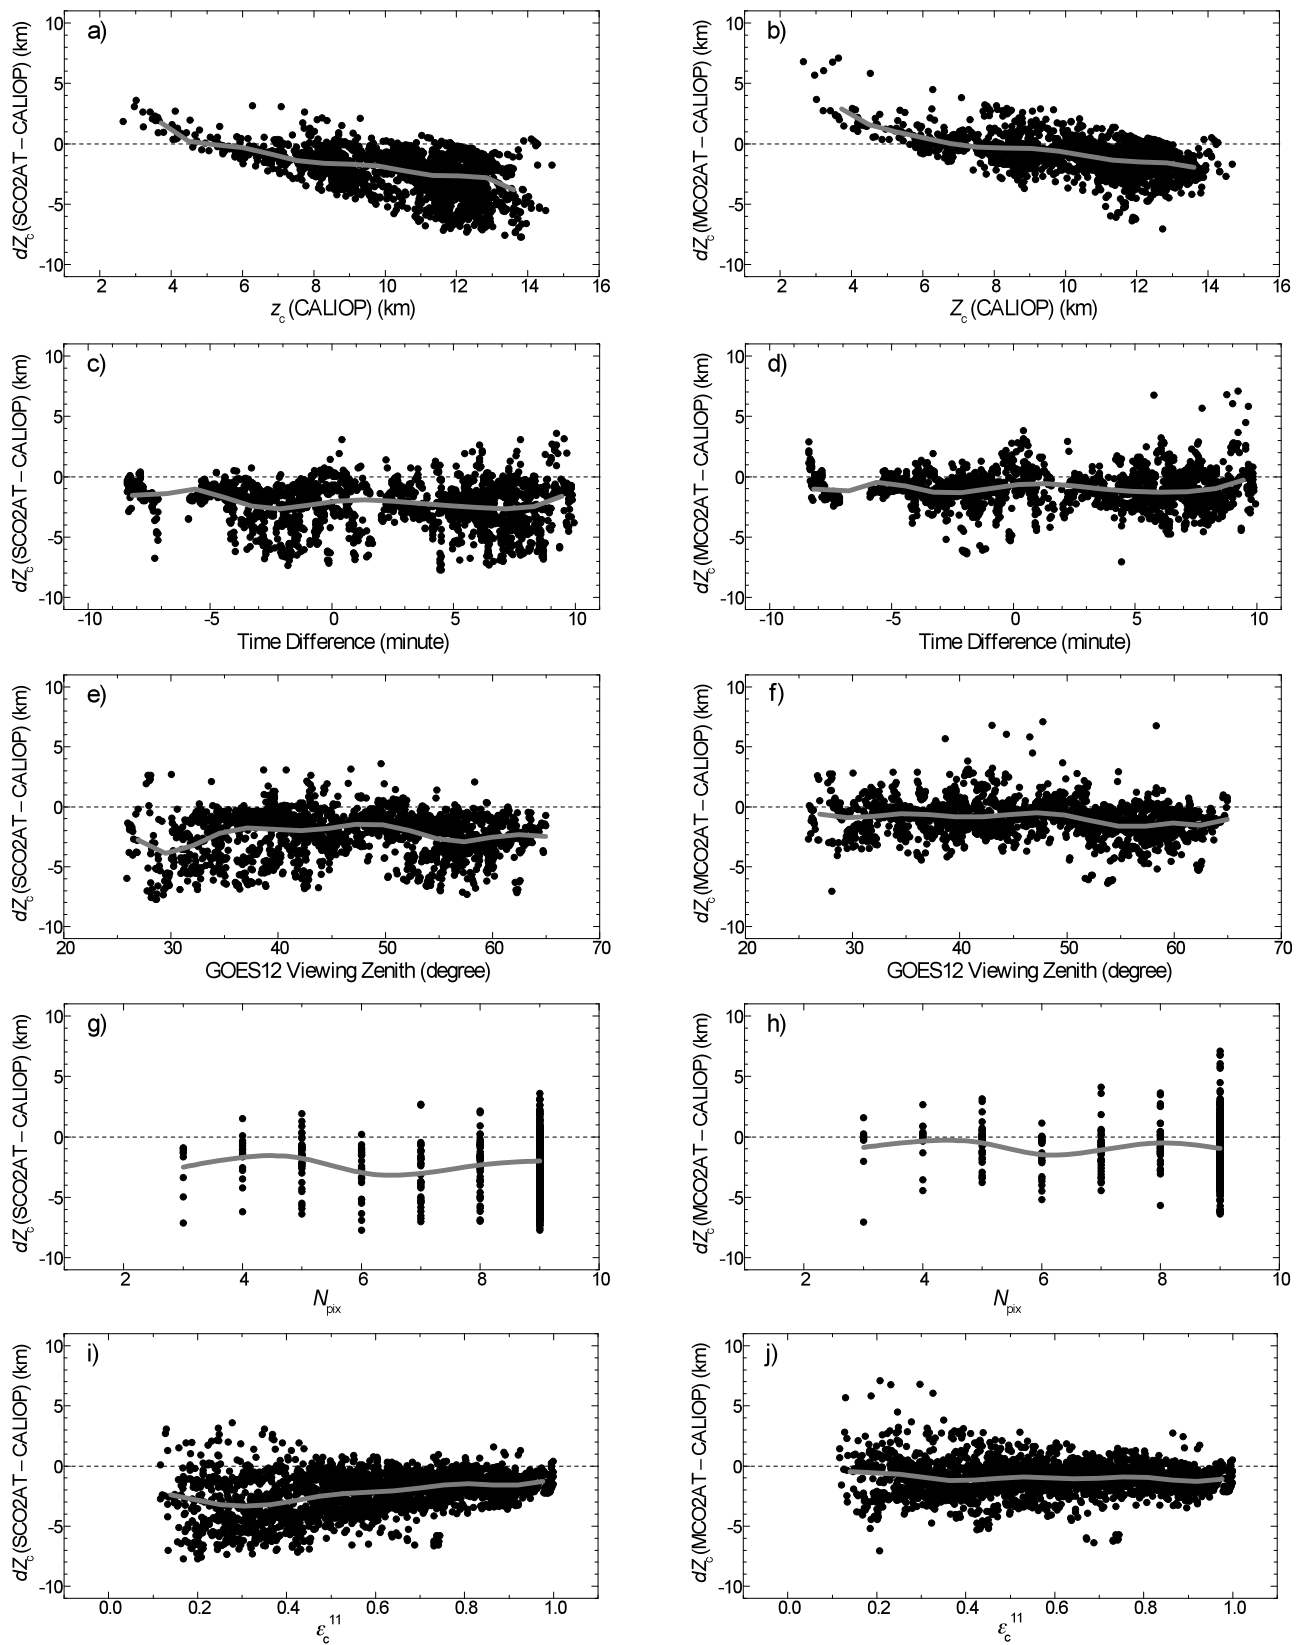 a)
dZc (SCO2AT – CALIOP) (km)
10
5
0
-5
-10
2 4 6 8 10 12 14 16
zc (CALIOP) (km)
b)
dZc (MCO2AT – CALIOP) (km)
10
5
0
-5
-10
2 4 6 8 10 12 14 16
Zc (CALIOP) (km)
c)
dZc (SCO2AT – CALIOP) (km)
10
5
0
-5
-10
-10 -5 0 5 10
Time Difference (minute)
d)
dZc (MCO2AT – CALIOP) (km)
10
5
0
-5
-10
-10 -5 0 5 10
Time Difference (minute)
e)
dZc (SCO2AT – CALIOP) (km)
10
5
0
-5
-10
20 30 40 50 60 70
GOES12 Viewing Zenith (degree)
f)
dZc (MCO2AT – CALIOP) (km)
10
5
0
-5
-10
20 30 40 50 60 70
GOES12 Viewing Zenith (degree)
g)
dZc (SCO2AT – CALIOP) (km)
10
5
0
-5
-10
2 4 6 8 10
Npix
h)
dZc (MCO2AT – CALIOP) (km)
10
5
0
-5
-10
2 4 6 8 10
Npix
i)
dZc (SCO2AT – CALIOP) (km)
10
5
0
-5
-10
0.0 0.2 0.4 0.6 0.8 1.0
εc 11
j)
dZc (MCO2AT – CALIOP) (km)
10
5
0
-5
-10
0.0 0.2 0.4 0.6 0.8 1.0
εc 11